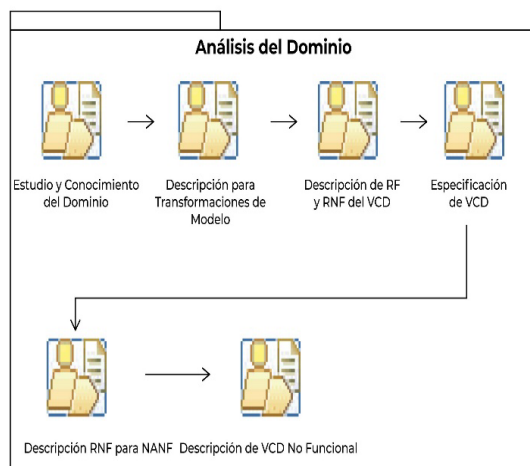 Análisis del Dominio
Estudio y Conocimiento
del Dominio
Descripción para
Transformaciones de
Modelo
Descripción de RF
y RNF del VCD
Especificación
de VCD
Descripción RNF para NANF
Descripción de VCD No Funcional